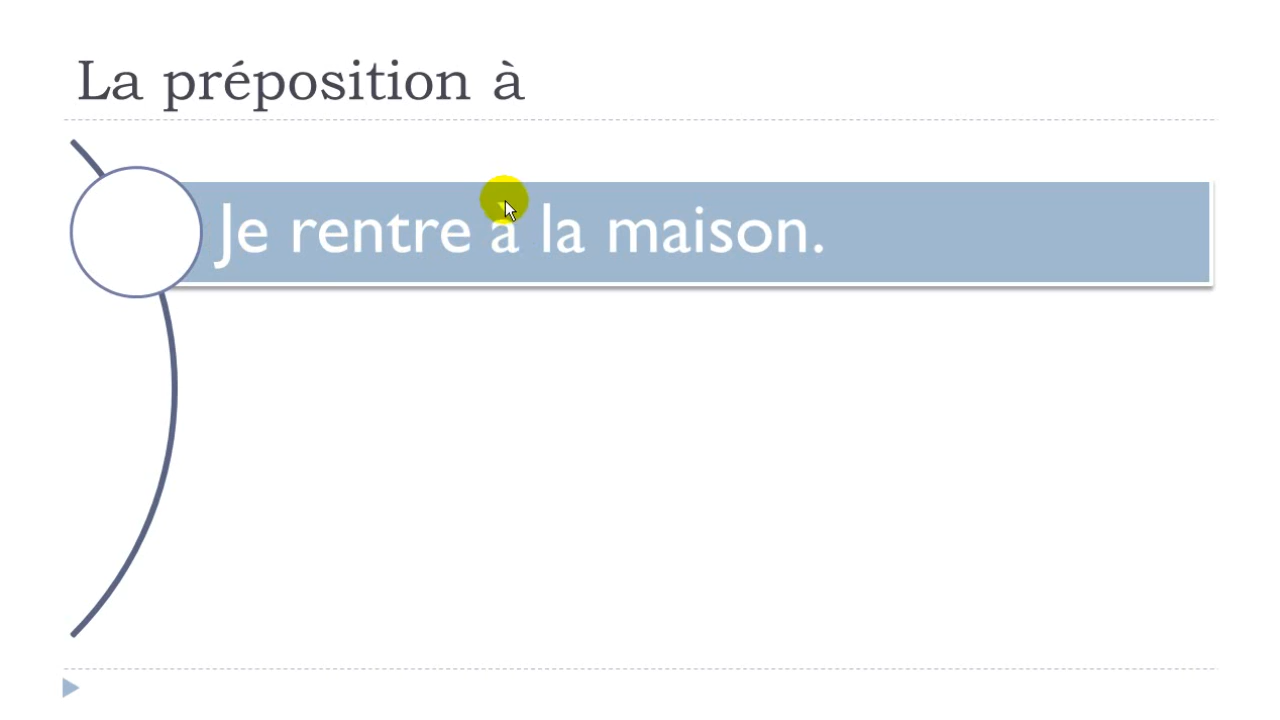 La préposition à
Je rentre à la maison.